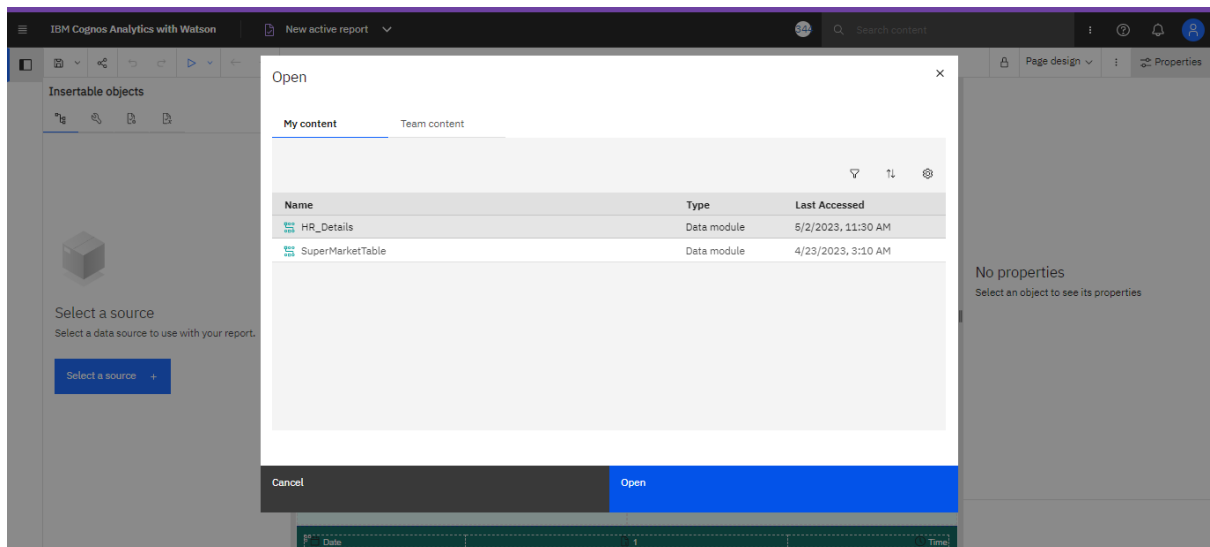 IBM Cognos Analytics with Watson
New active report
Search content
Page design
Properties
Insertable objects
Open
My content
Team content
Name Type Last Accessed
HR_Details Data module 5/2/2023, 11:30 AM
SuperMarketTable Data module 4/23/2023, 3:10 AM
Select a source
Select a data source to use with your report.
Select a source +
No properties
Select an object to see its properties
Cancel
Open
Date 1 Time